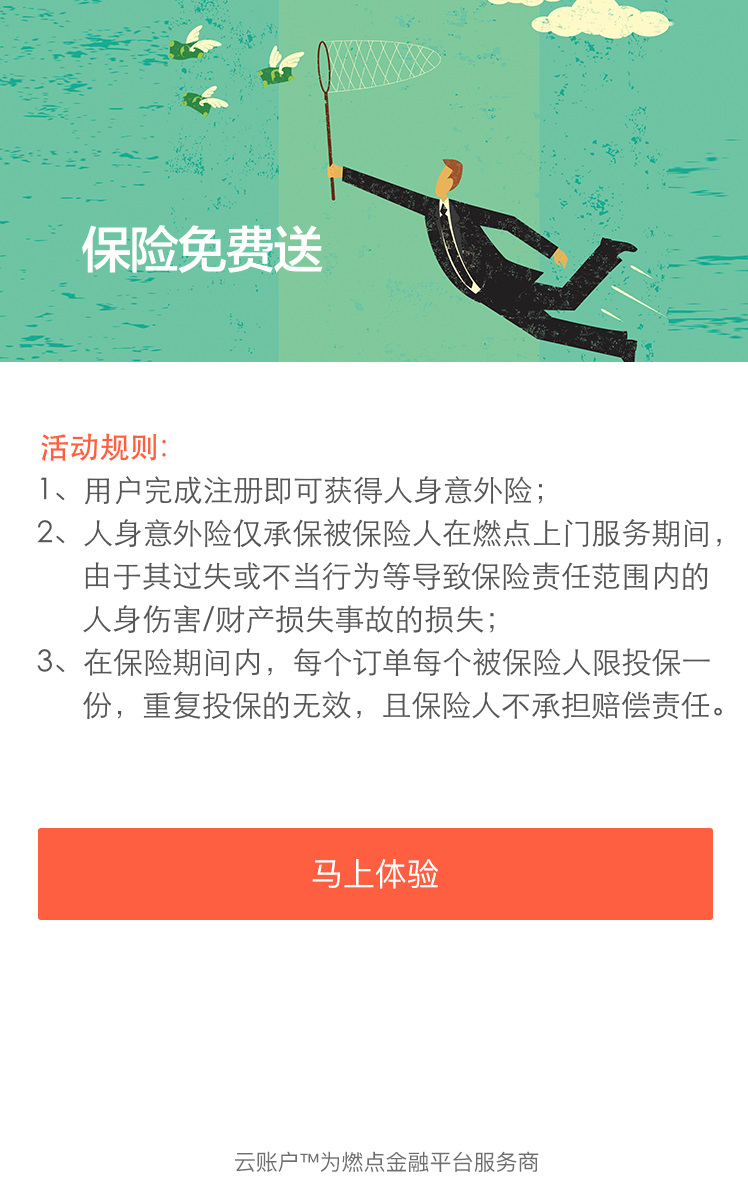 保险免费送
活动规则:
1、用户完成注册即可获得人身意外险；
2、人身意外险仅承保被保险人在燃点上门服务期间，
由于其过失或不当行为等导致保险责任范围内的
人身伤害/财产损失事故的损失；
3、在保险期间内，每个订单每个被保险人限投保一
份，重复投保的无效，且保险人不承担赔偿责任。
马上体验
云账户™为燃点金融平台服务商